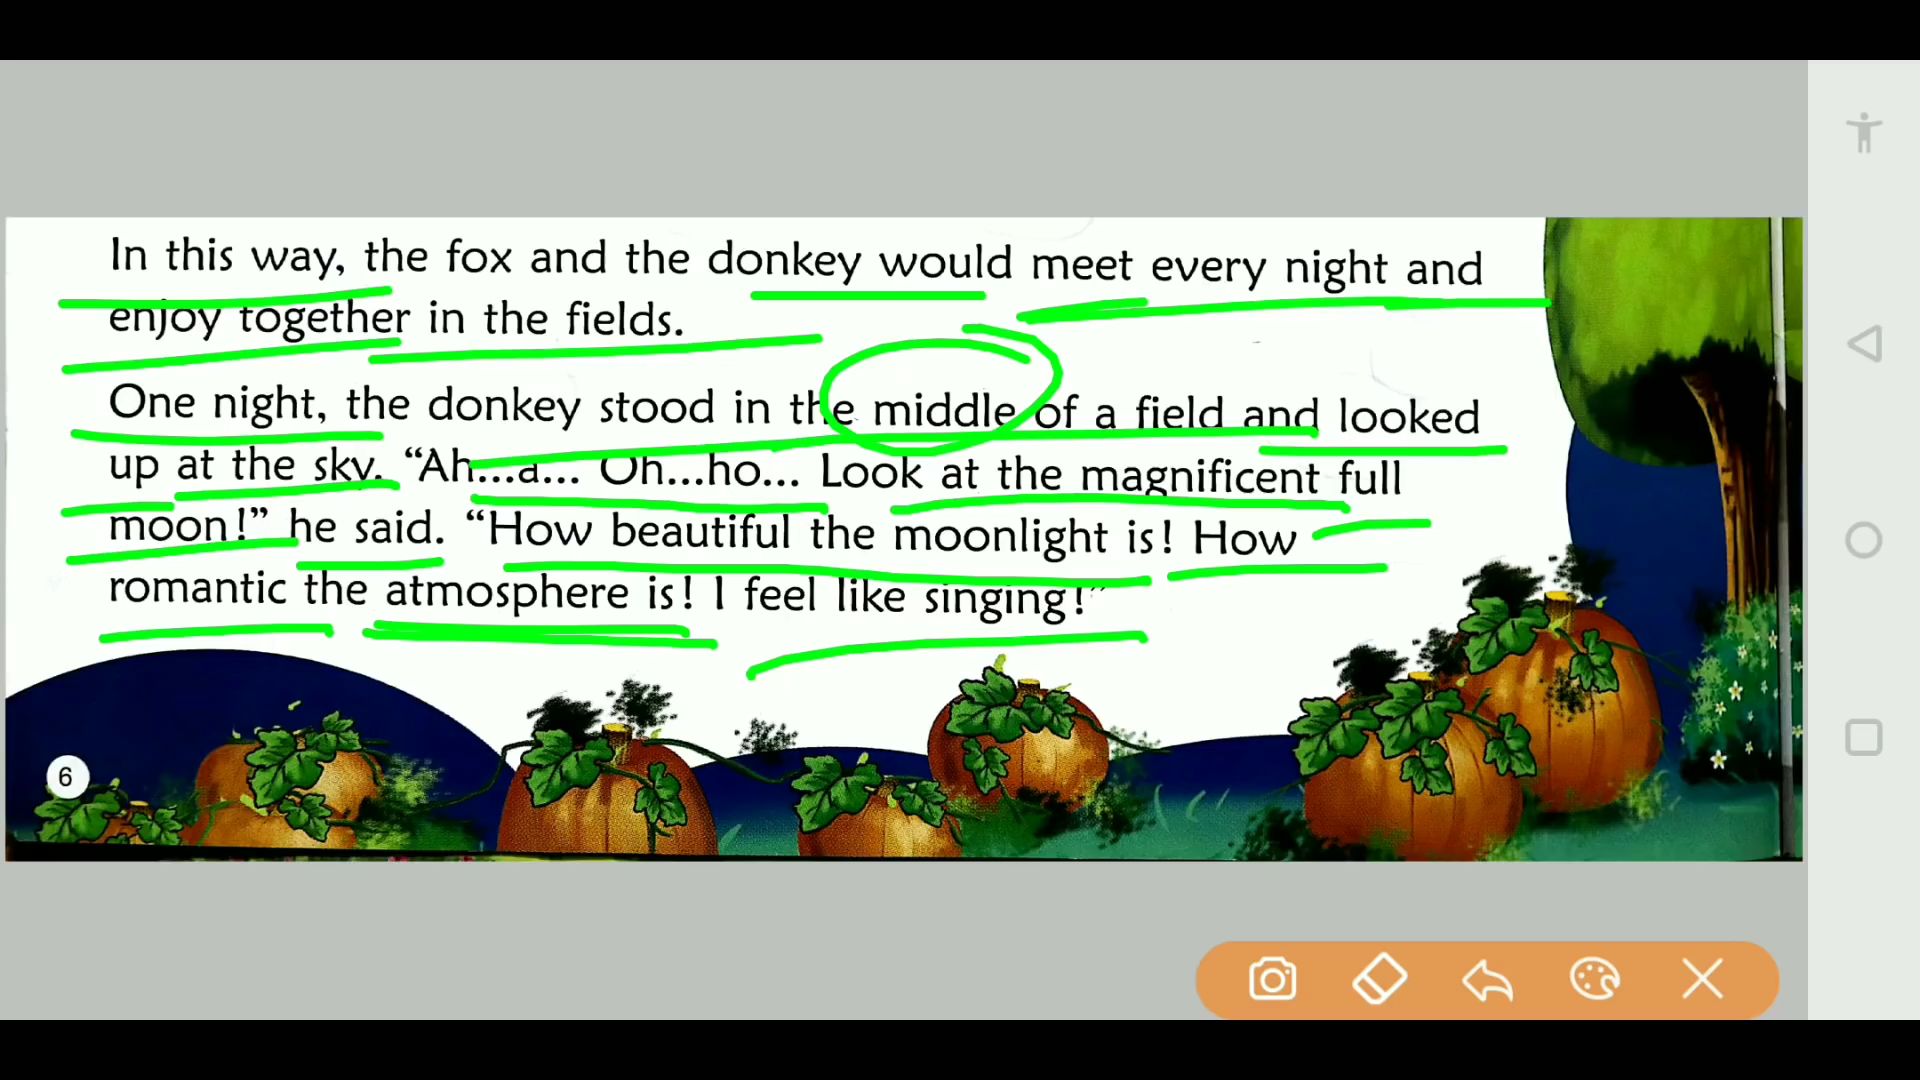 In this way, the fox and the donkey would meet every night and
enjoy together in the fields.
One night, the donkey stood in the middle of a field and looked
up at the sky. “Ah...a... Oh...ho... Look at the magnificent full
moon!” he said. “How beautiful the moonlight is! How
romantic the atmosphere is! I feel like singing!”
6